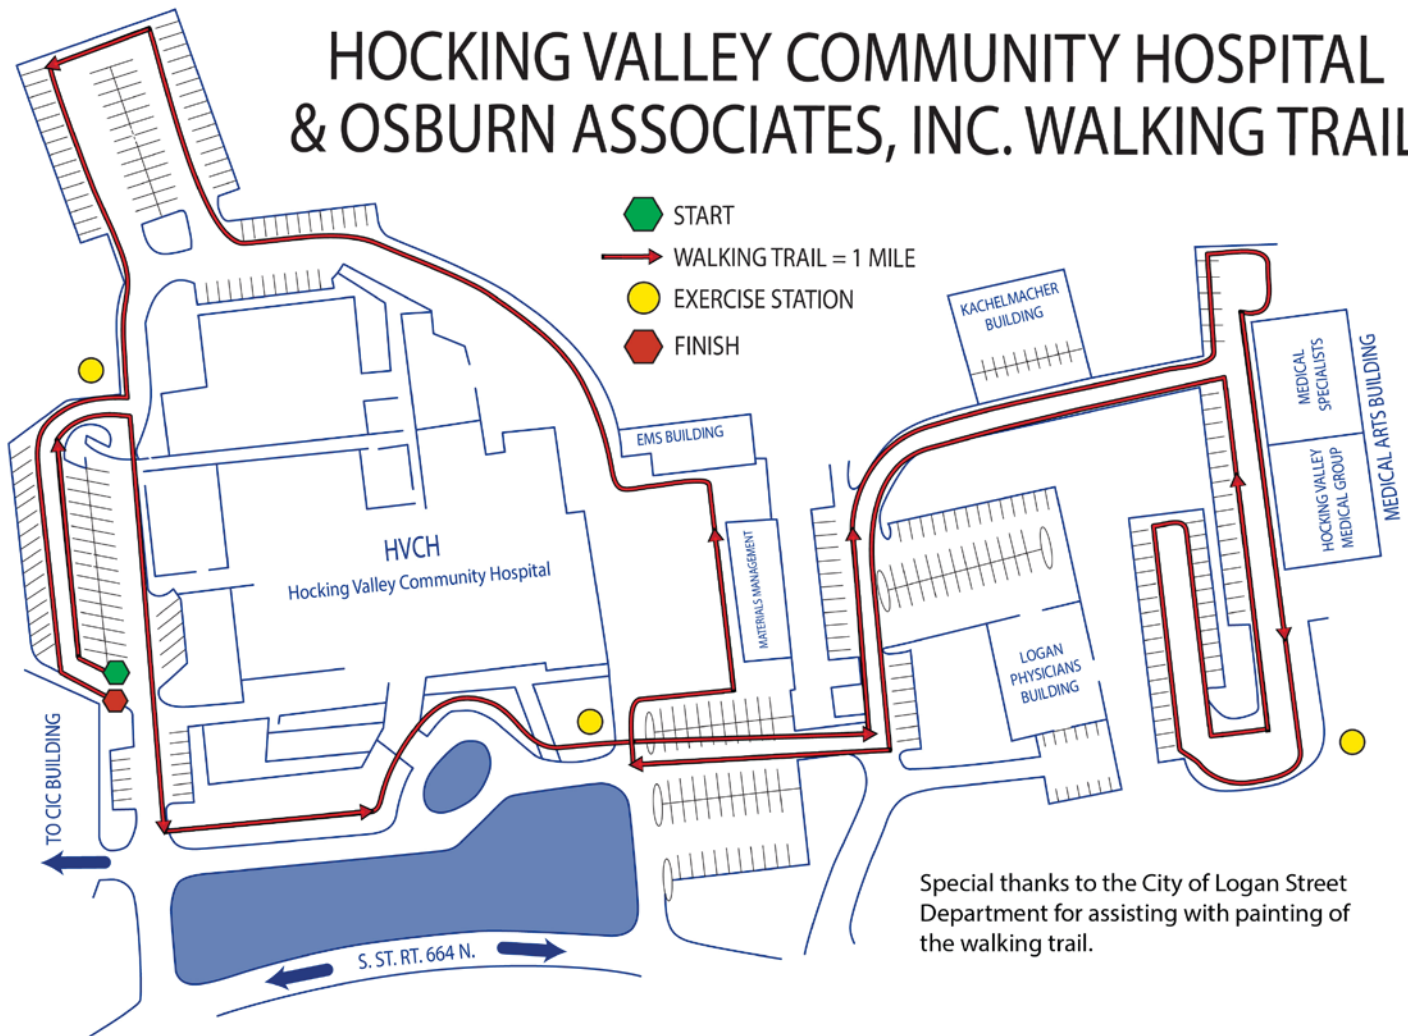 HOCKING VALLEY COMMUNITY HOSPITAL
& OSBURN ASSOCIATES, INC. WALKING TRAIL
START
WALKING TRAIL = 1 MILE
EXERCISE STATION
FINISH
KACHELMACHER
BUILDING
MEDICAL
SPECIALISTS
HOCKING VALLEY
MEDICAL GROUP
MEDICAL ARTS BUILDING
EMS BUILDING
HVCH
Hocking Valley Community Hospital
MATERIALS MANAGEMENT
LOGAN
PHYSICIANS
BUILDING
TO CIC BUILDING
S. ST. RT. 664 N.
Special thanks to the City of Logan Street
Department for assisting with painting of
the walking trail.